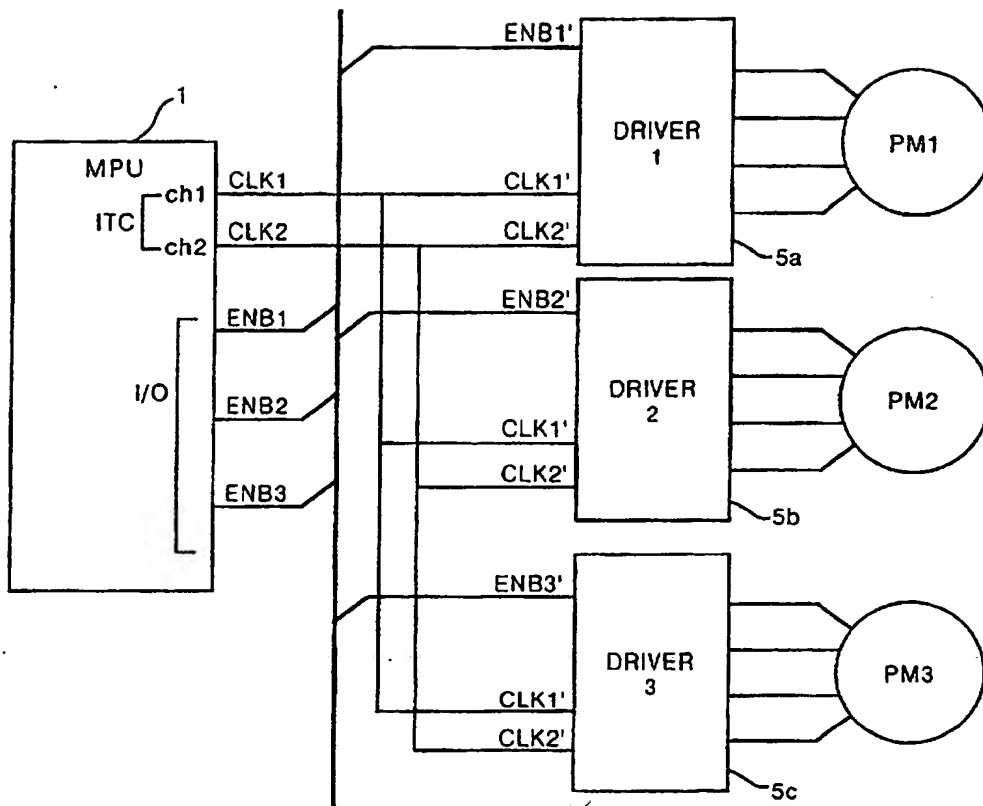 1
MPU
ITC
ch1
ch2
CLK1
CLK2
I/O
ENB1
ENB2
ENB3
ENB1'
CLK1'
CLK2'
DRIVER
1
5a
PM1
ENB2'
CLK1'
CLK2'
DRIVER
2
5b
PM2
ENB3'
CLK1'
CLK2'
DRIVER
3
5c
PM3